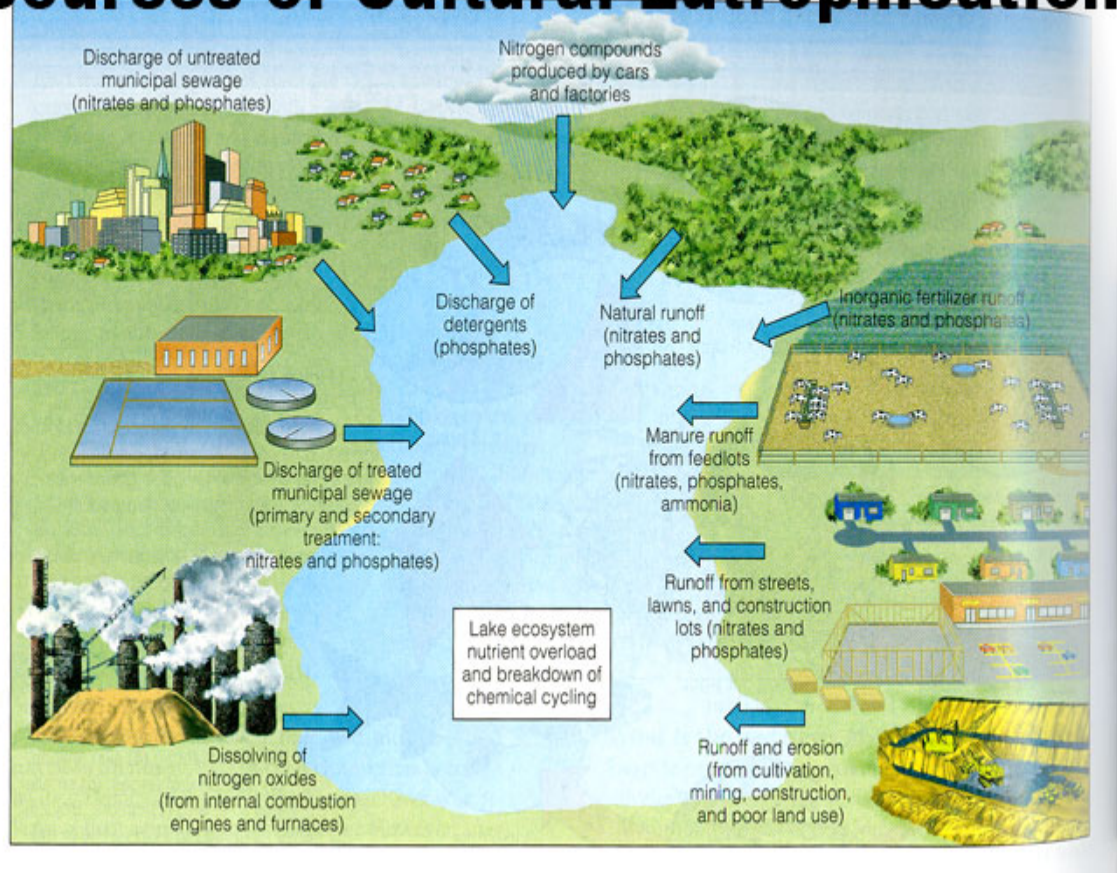 Sources of Cultural Eutrophication
Discharge of untreated
municipal sewage
(nitrates and phosphates)
Nitrogen compounds
produced by cars
and factories
Discharge of
detergents
(phosphates)
Natural runoff
(nitrates and
phosphates)
Inorganic fertilizer runoff
(nitrates and phosphates)
Manure runoff
from feedlots
(nitrates, phosphates,
ammonia)
Discharge of treated
municipal sewage
(primary and secondary
treatment:
nitrates and phosphates)
Runoff from streets,
lawns, and construction
lots (nitrates and
phosphates)
Lake ecosystem
nutrient overload
and breakdown of
chemical cycling
Dissolving of
nitrogen oxides
(from internal combustion
engines and furnaces)
Runoff and erosion
(from cultivation,
mining, construction,
and poor land use)